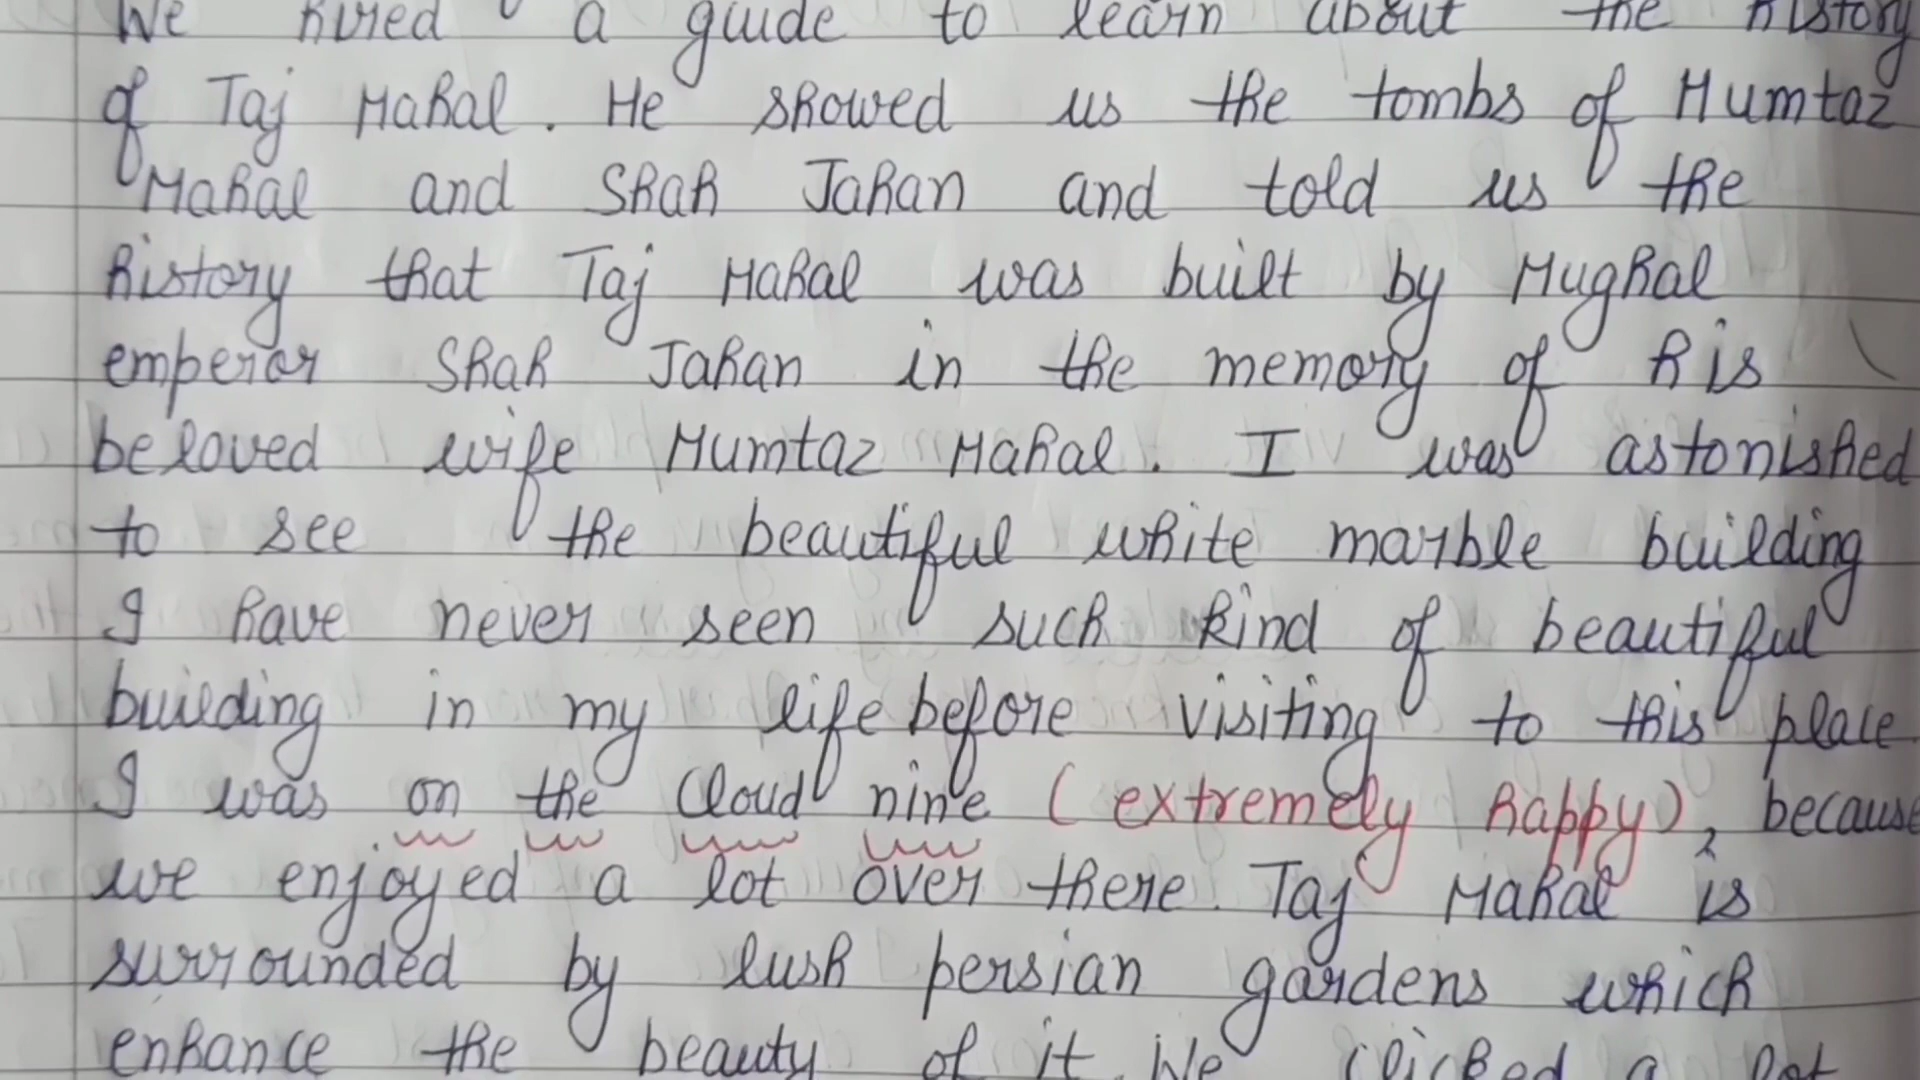 We hired a guide to learn about the history
of Taj Mahal. He showed us the tombs of Mumtaz
Mahal and Shah Jahan and told us the
history that Taj Mahal was built by Mughal
emperor Shah Jahan in the memory of his
beloved wife Mumtaz Mahal. I was astonished
to see the beautiful white marble building
I have never seen such kind of beautiful
building in my life before visiting to this place.
I was on the cloud nine (extremely happy), because
we enjoyed a lot over there. Taj Mahal is
surrounded by lush persian gardens which
enhance the beauty of it. We clicked a lot